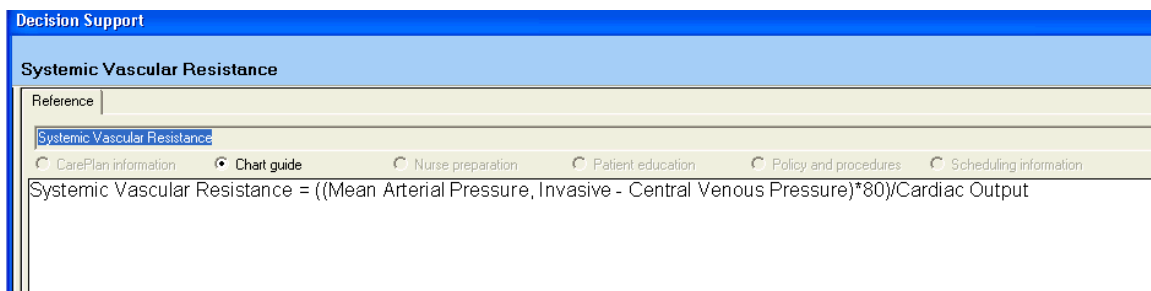 Decision Support
Systemic Vascular Resistance
Reference
Systemic Vascular Resistance
CarePlan information Chart guide Nurse preparation Patient education Policy and procedures Scheduling information
Systemic Vascular Resistance = ((Mean Arterial Pressure, Invasive - Central Venous Pressure)*80)/Cardiac Output